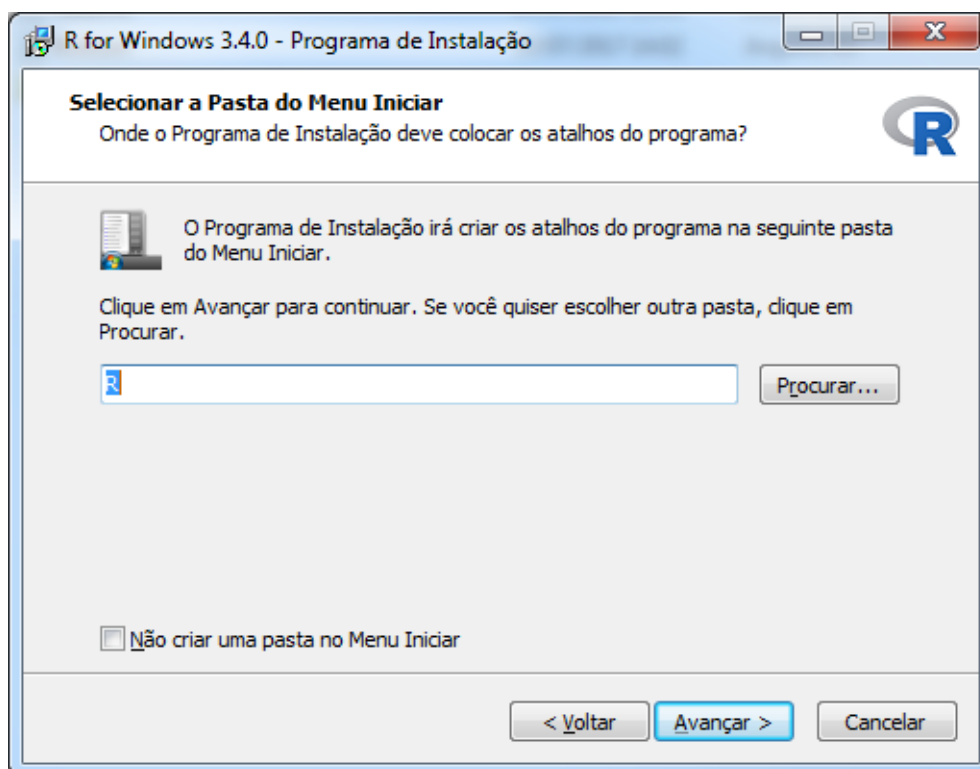 R for Windows 3.4.0 - Programa de Instalação
Selecionar a Pasta do Menu Iniciar
Onde o Programa de Instalação deve colocar os atalhos do programa?
R
O Programa de Instalação irá criar os atalhos do programa na seguinte pasta
do Menu Iniciar.
Clique em Avançar para continuar. Se você quiser escolher outra pasta, clique em
Procurar.
R
Procurar...
Não criar uma pasta no Menu Iniciar
< Voltar
Avançar >
Cancelar